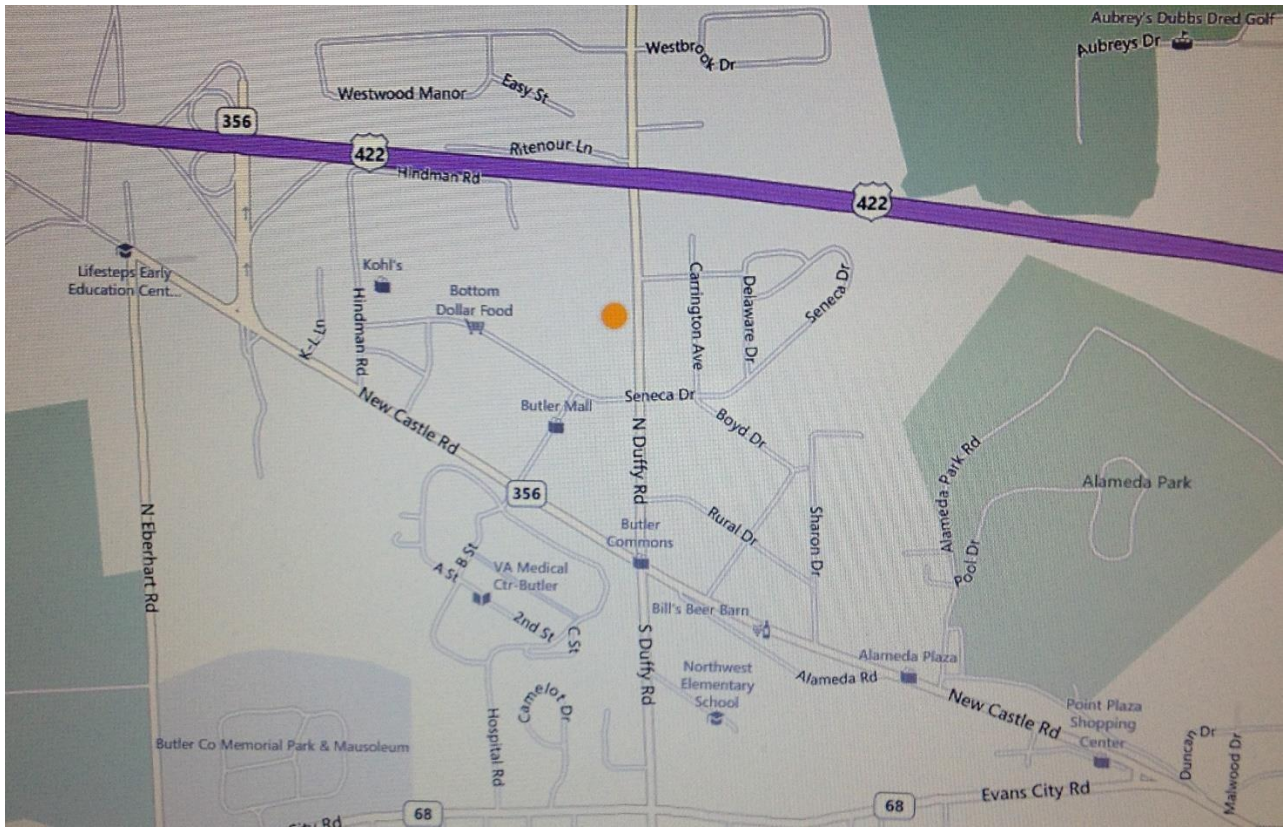 Aubrey's Dubbs Dred Golf
Aubreys Dr
Westbrook Dr
Easy St
Westwood Manor
356
422
Ritenour Ln
Hindman Rd
422
Lifesteps Early
Education Cent...
Kohl's
Bottom
Dollar Food
K-L Ln
Hindman Rd
Carrington Ave
Delaware Dr
Seneca Dr
Seneca Dr
Butler Mall
New Castle Rd
N Duffy Rd
Boyd Dr
Alameda Park Rd
Alameda Park
356
Butler
Commons
Rural Dr
Sharon Dr
Pool Dr
N Eberhart Rd
B St
A St
VA Medical
Ctr-Butler
2nd St
C St
Bill's Beer Barn
S Duffy Rd
Northwest
Elementary
School
Alameda Rd
Alameda Plaza
New Castle Rd
Point Plaza
Shopping
Center
Camelot Dr
Hospital Rd
Butler Co Memorial Park & Mausoleum
Duncan Dr
Malwood Dr
Evans City Rd
68
68
City Rd